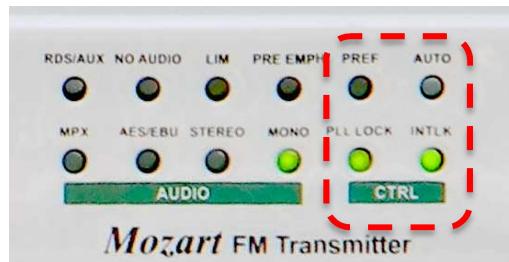 RDS/AUX NO AUDIO LIM PRE EMPH PREF AUTO
MPX AES/EBU STEREO MONO PLL LOCK INTLK
AUDIO CTRL
Mozart FM Transmitter